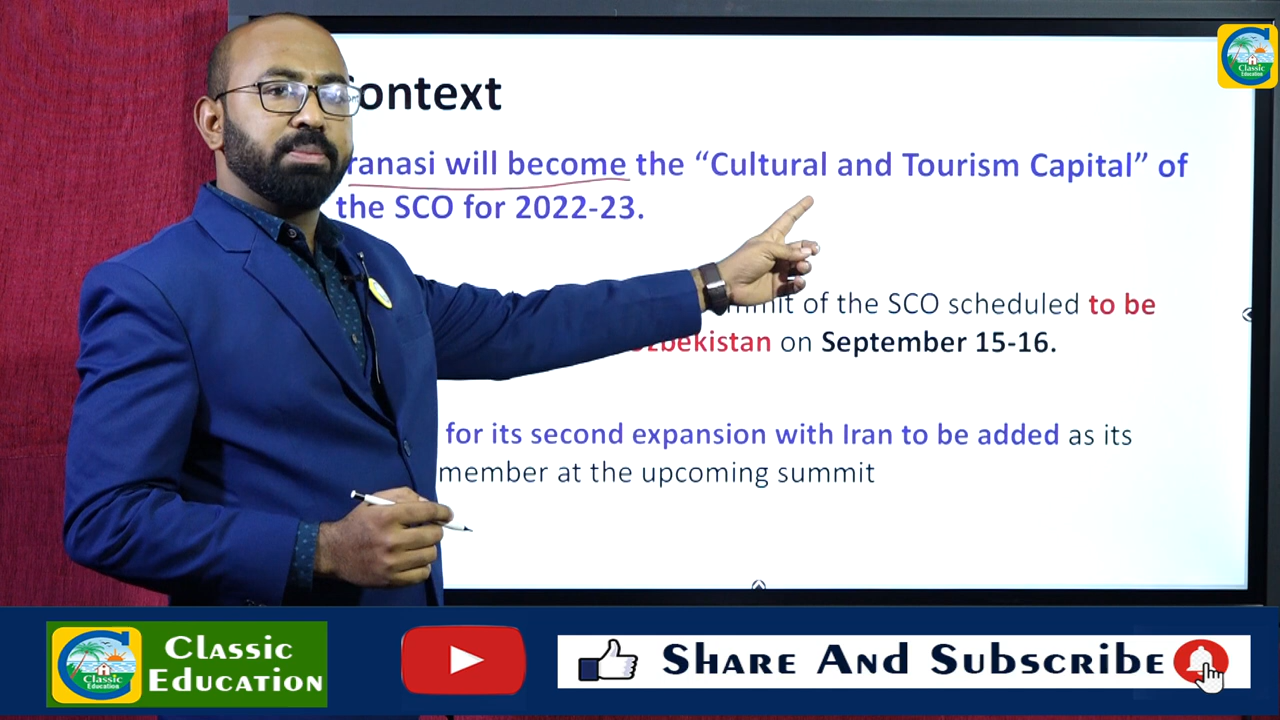 ontext
Classic
Education
ranasi will become the “Cultural and Tourism Capital” of
the SCO for 2022-23.
of the SCO scheduled to be
on September 15-16.
for its second expansion with Iran to be added as its
member at the upcoming summit
Classic
Education
Classic
Education
Share And Subscribe